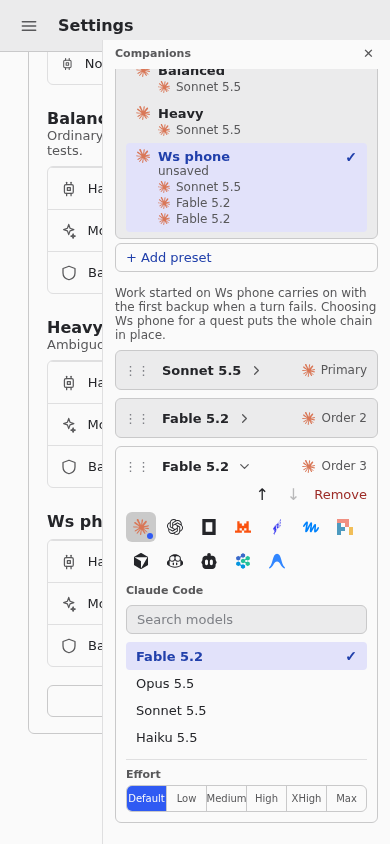 Settings
No
Balanc
Ordinary
tests.
Ha
Mo
Ba
Heavy
Ambiguc
Ha
Mo
Ba
Ws ph
Ha
Mo
Ba
Companions
×
Balanced
Sonnet 5.5
Heavy
Sonnet 5.5
Ws phone ✓
unsaved
Sonnet 5.5
Fable 5.2
Fable 5.2
+ Add preset
Work started on Ws phone carries on with
the first backup when a turn fails. Choosing
Ws phone for a quest puts the whole chain
in place.
Sonnet 5.5 Primary
Fable 5.2 Order 2
Fable 5.2 Order 3
↑ ↓ Remove
Claude Code
Search models
Fable 5.2 ✓
Opus 5.5
Sonnet 5.5
Haiku 5.5
Effort
Default Low Medium High XHigh Max